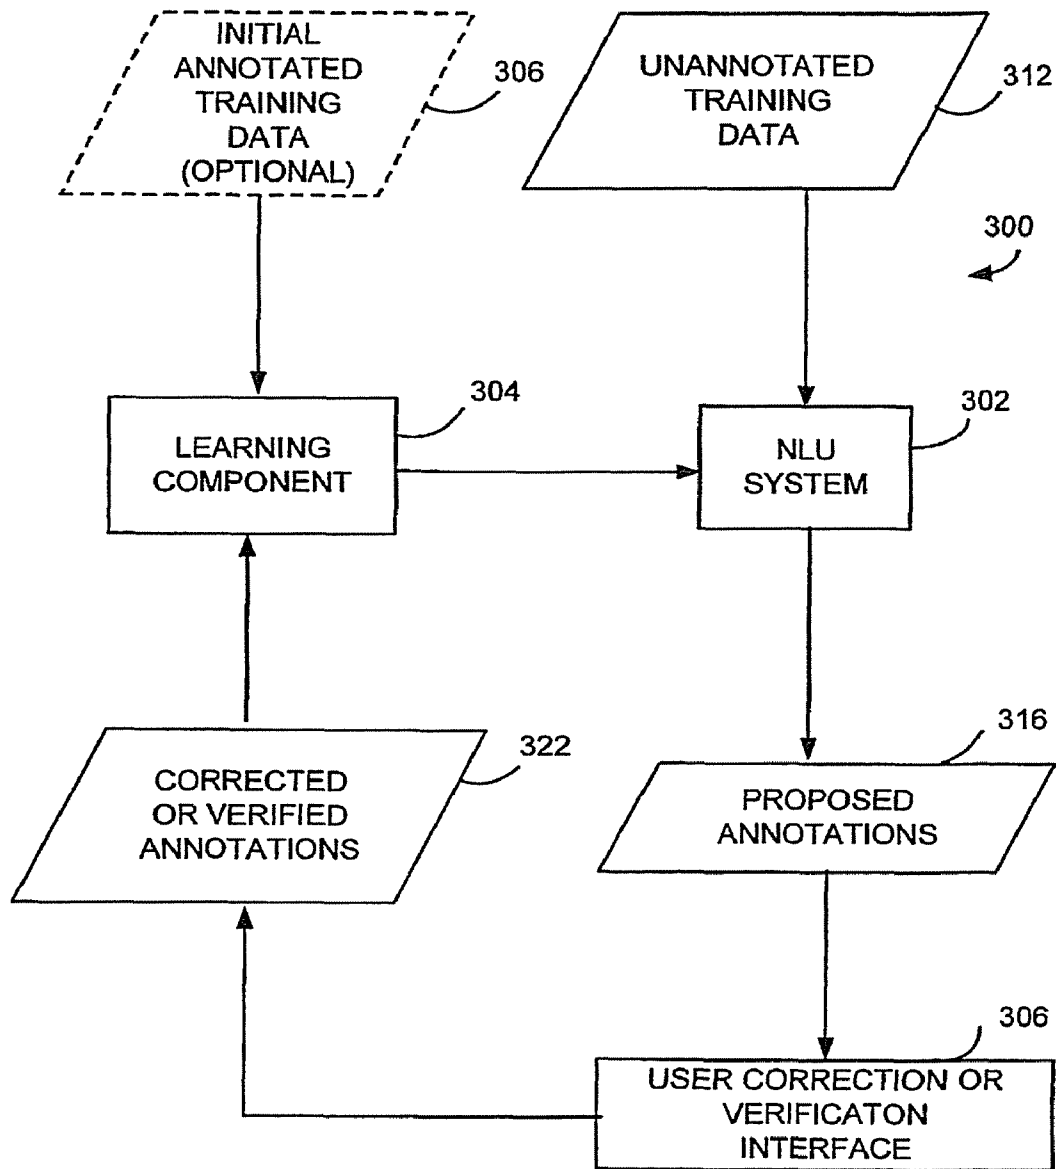 INITIAL
ANNOTATED
TRAINING
DATA
(OPTIONAL)
306
UNANNOTATED
TRAINING
DATA
312
300
LEARNING
COMPONENT
304
NLU
SYSTEM
302
CORRECTED
OR VERIFIED
ANNOTATIONS
322
PROPOSED
ANNOTATIONS
316
USER CORRECTION OR
VERIFICATON
INTERFACE
306